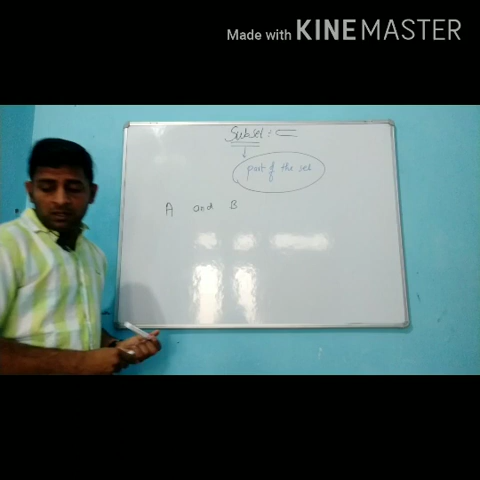 Made with KINEMASTER
Subset : ⊂
part of the set
A and B